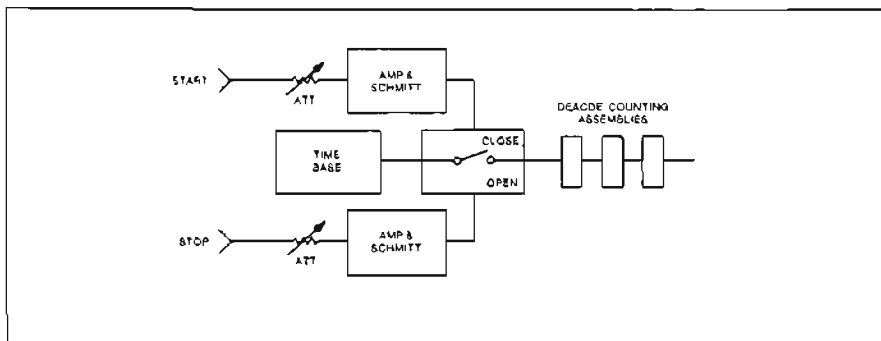 START
ATT
AMP &
SCHMITT
DEACDE COUNTING
ASSEMBLIES
TIME
BASE
CLOSE
OPEN
STOP
ATT
AMP &
SCHMITT